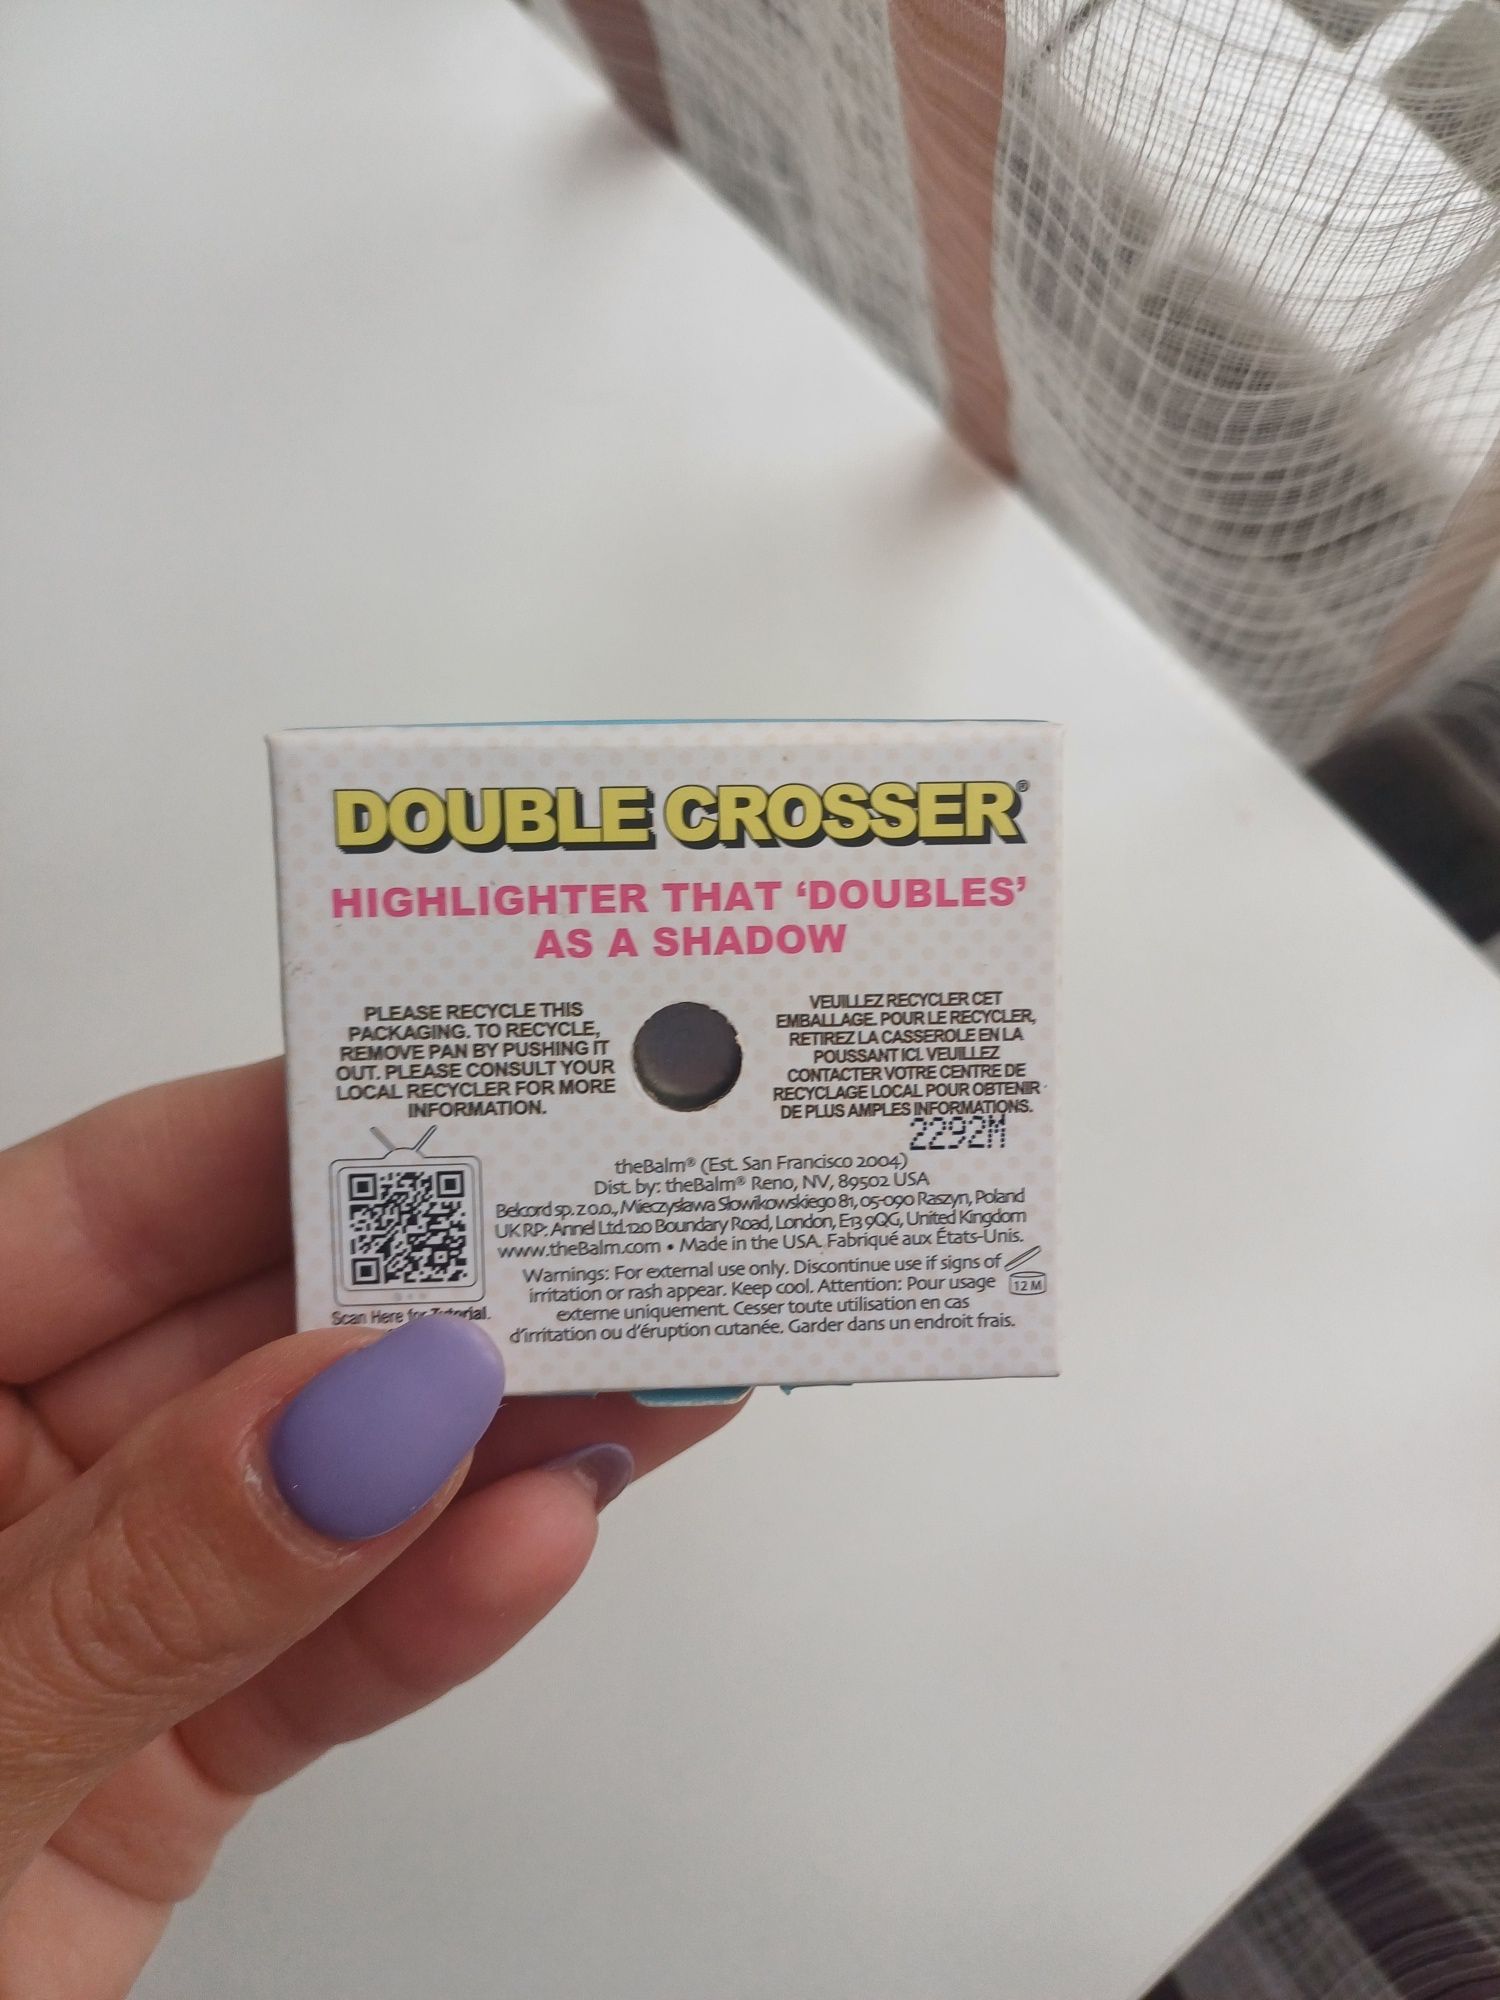 DOUBLE CROSSER®
HIGHLIGHTER THAT ‘DOUBLES’
AS A SHADOW
PLEASE RECYCLE THIS
PACKAGING. TO RECYCLE,
REMOVE PAN BY PUSHING IT
OUT. PLEASE CONSULT YOUR
LOCAL RECYCLER FOR MORE
INFORMATION.
VEUILLEZ RECYCLER CET
EMBALLAGE. POUR LE RECYCLER,
RETIREZ LA CASSEROLE EN LA
POUSSANT ICI. VEUILLEZ
CONTACTER VOTRE CENTRE DE
RECYCLAGE LOCAL POUR OBTENIR
DE PLUS AMPLES INFORMATIONS.
2292M
theBalm® (Est. San Francisco 2004)
Dist. by: theBalm® Reno, NV, 89502 USA
Belcord sp. z o.o., Mieczysława Słowikowskiego 81, 05-090 Raszyn, Poland
UK RP: Annel Ltd. 120 Boundary Road, London, E13 9QG, United Kingdom
www.theBalm.com • Made in the USA. Fabriqué aux États-Unis.
Warnings: For external use only. Discontinue use if signs of
irritation or rash appear. Keep cool. Attention: Pour usage
externe uniquement. Cesser toute utilisation en cas
d’irritation ou d’éruption cutanée. Garder dans un endroit frais.
12 M
Scan Here for Tutorial.